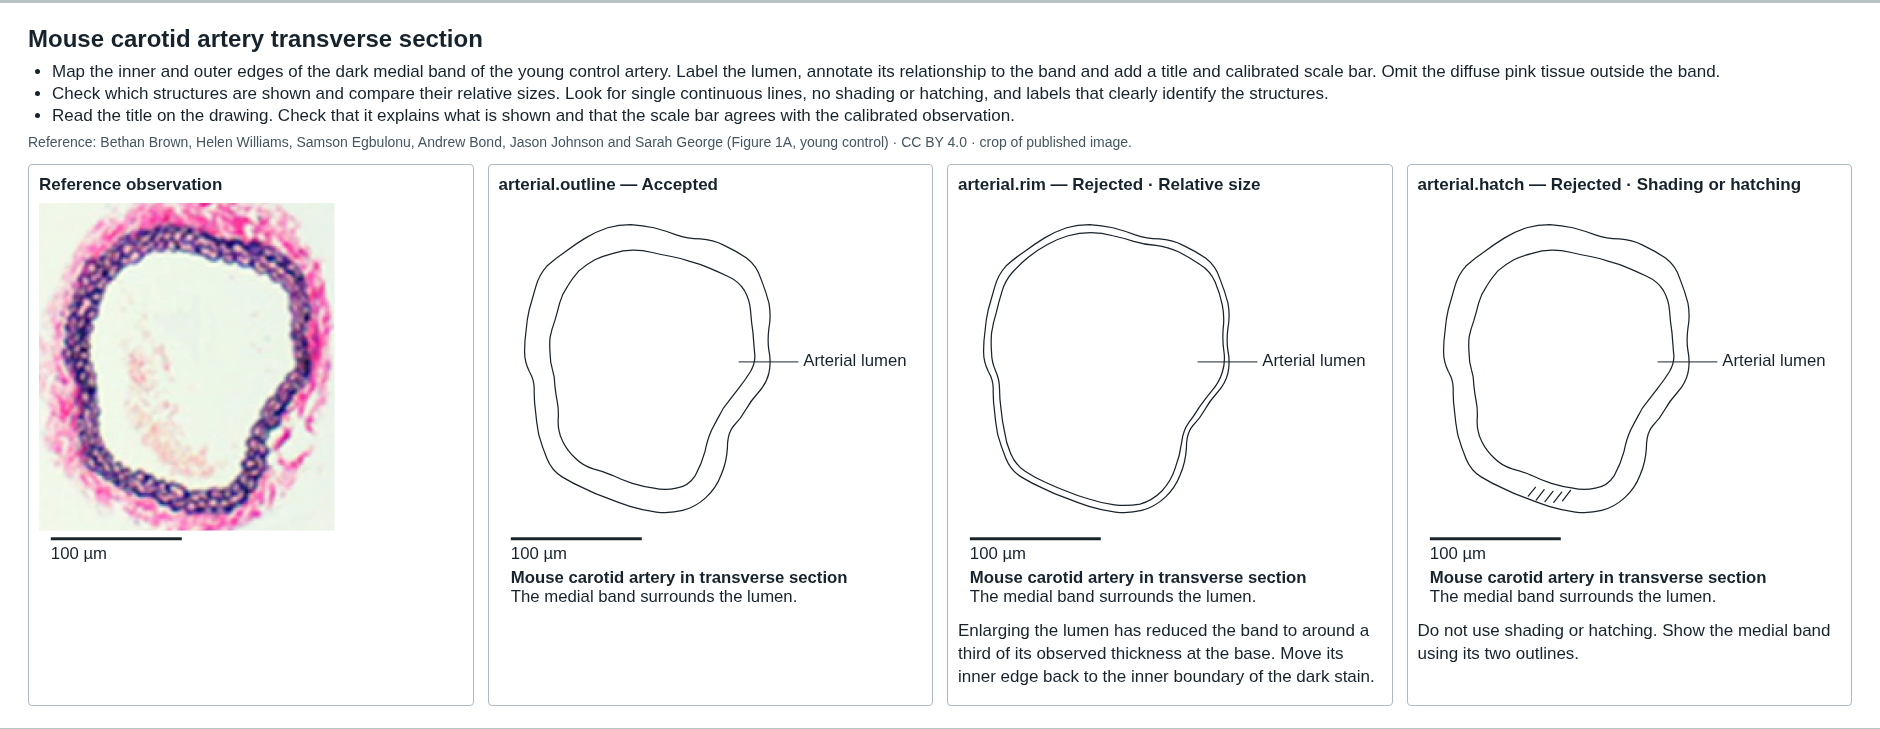 Mouse carotid artery transverse section
• Map the inner and outer edges of the dark medial band of the young control artery. Label the lumen, annotate its relationship to the band and add a title and calibrated scale bar. Omit the diffuse pink tissue outside the band.
• Check which structures are shown and compare their relative sizes. Look for single continuous lines, no shading or hatching, and labels that clearly identify the structures.
• Read the title on the drawing. Check that it explains what is shown and that the scale bar agrees with the calibrated observation.
Reference: Bethan Brown, Helen Williams, Samson Egbulonu, Andrew Bond, Jason Johnson and Sarah George (Figure 1A, young control) · CC BY 4.0 · crop of published image.
Reference observation
100 µm
arterial.outline — Accepted
Arterial lumen
100 µm
Mouse carotid artery in transverse section
The medial band surrounds the lumen.
arterial.rim — Rejected · Relative size
Arterial lumen
100 µm
Mouse carotid artery in transverse section
The medial band surrounds the lumen.
Enlarging the lumen has reduced the band to around a
third of its observed thickness at the base. Move its
inner edge back to the inner boundary of the dark stain.
arterial.hatch — Rejected · Shading or hatching
Arterial lumen
100 µm
Mouse carotid artery in transverse section
The medial band surrounds the lumen.
Do not use shading or hatching. Show the medial band
using its two outlines.